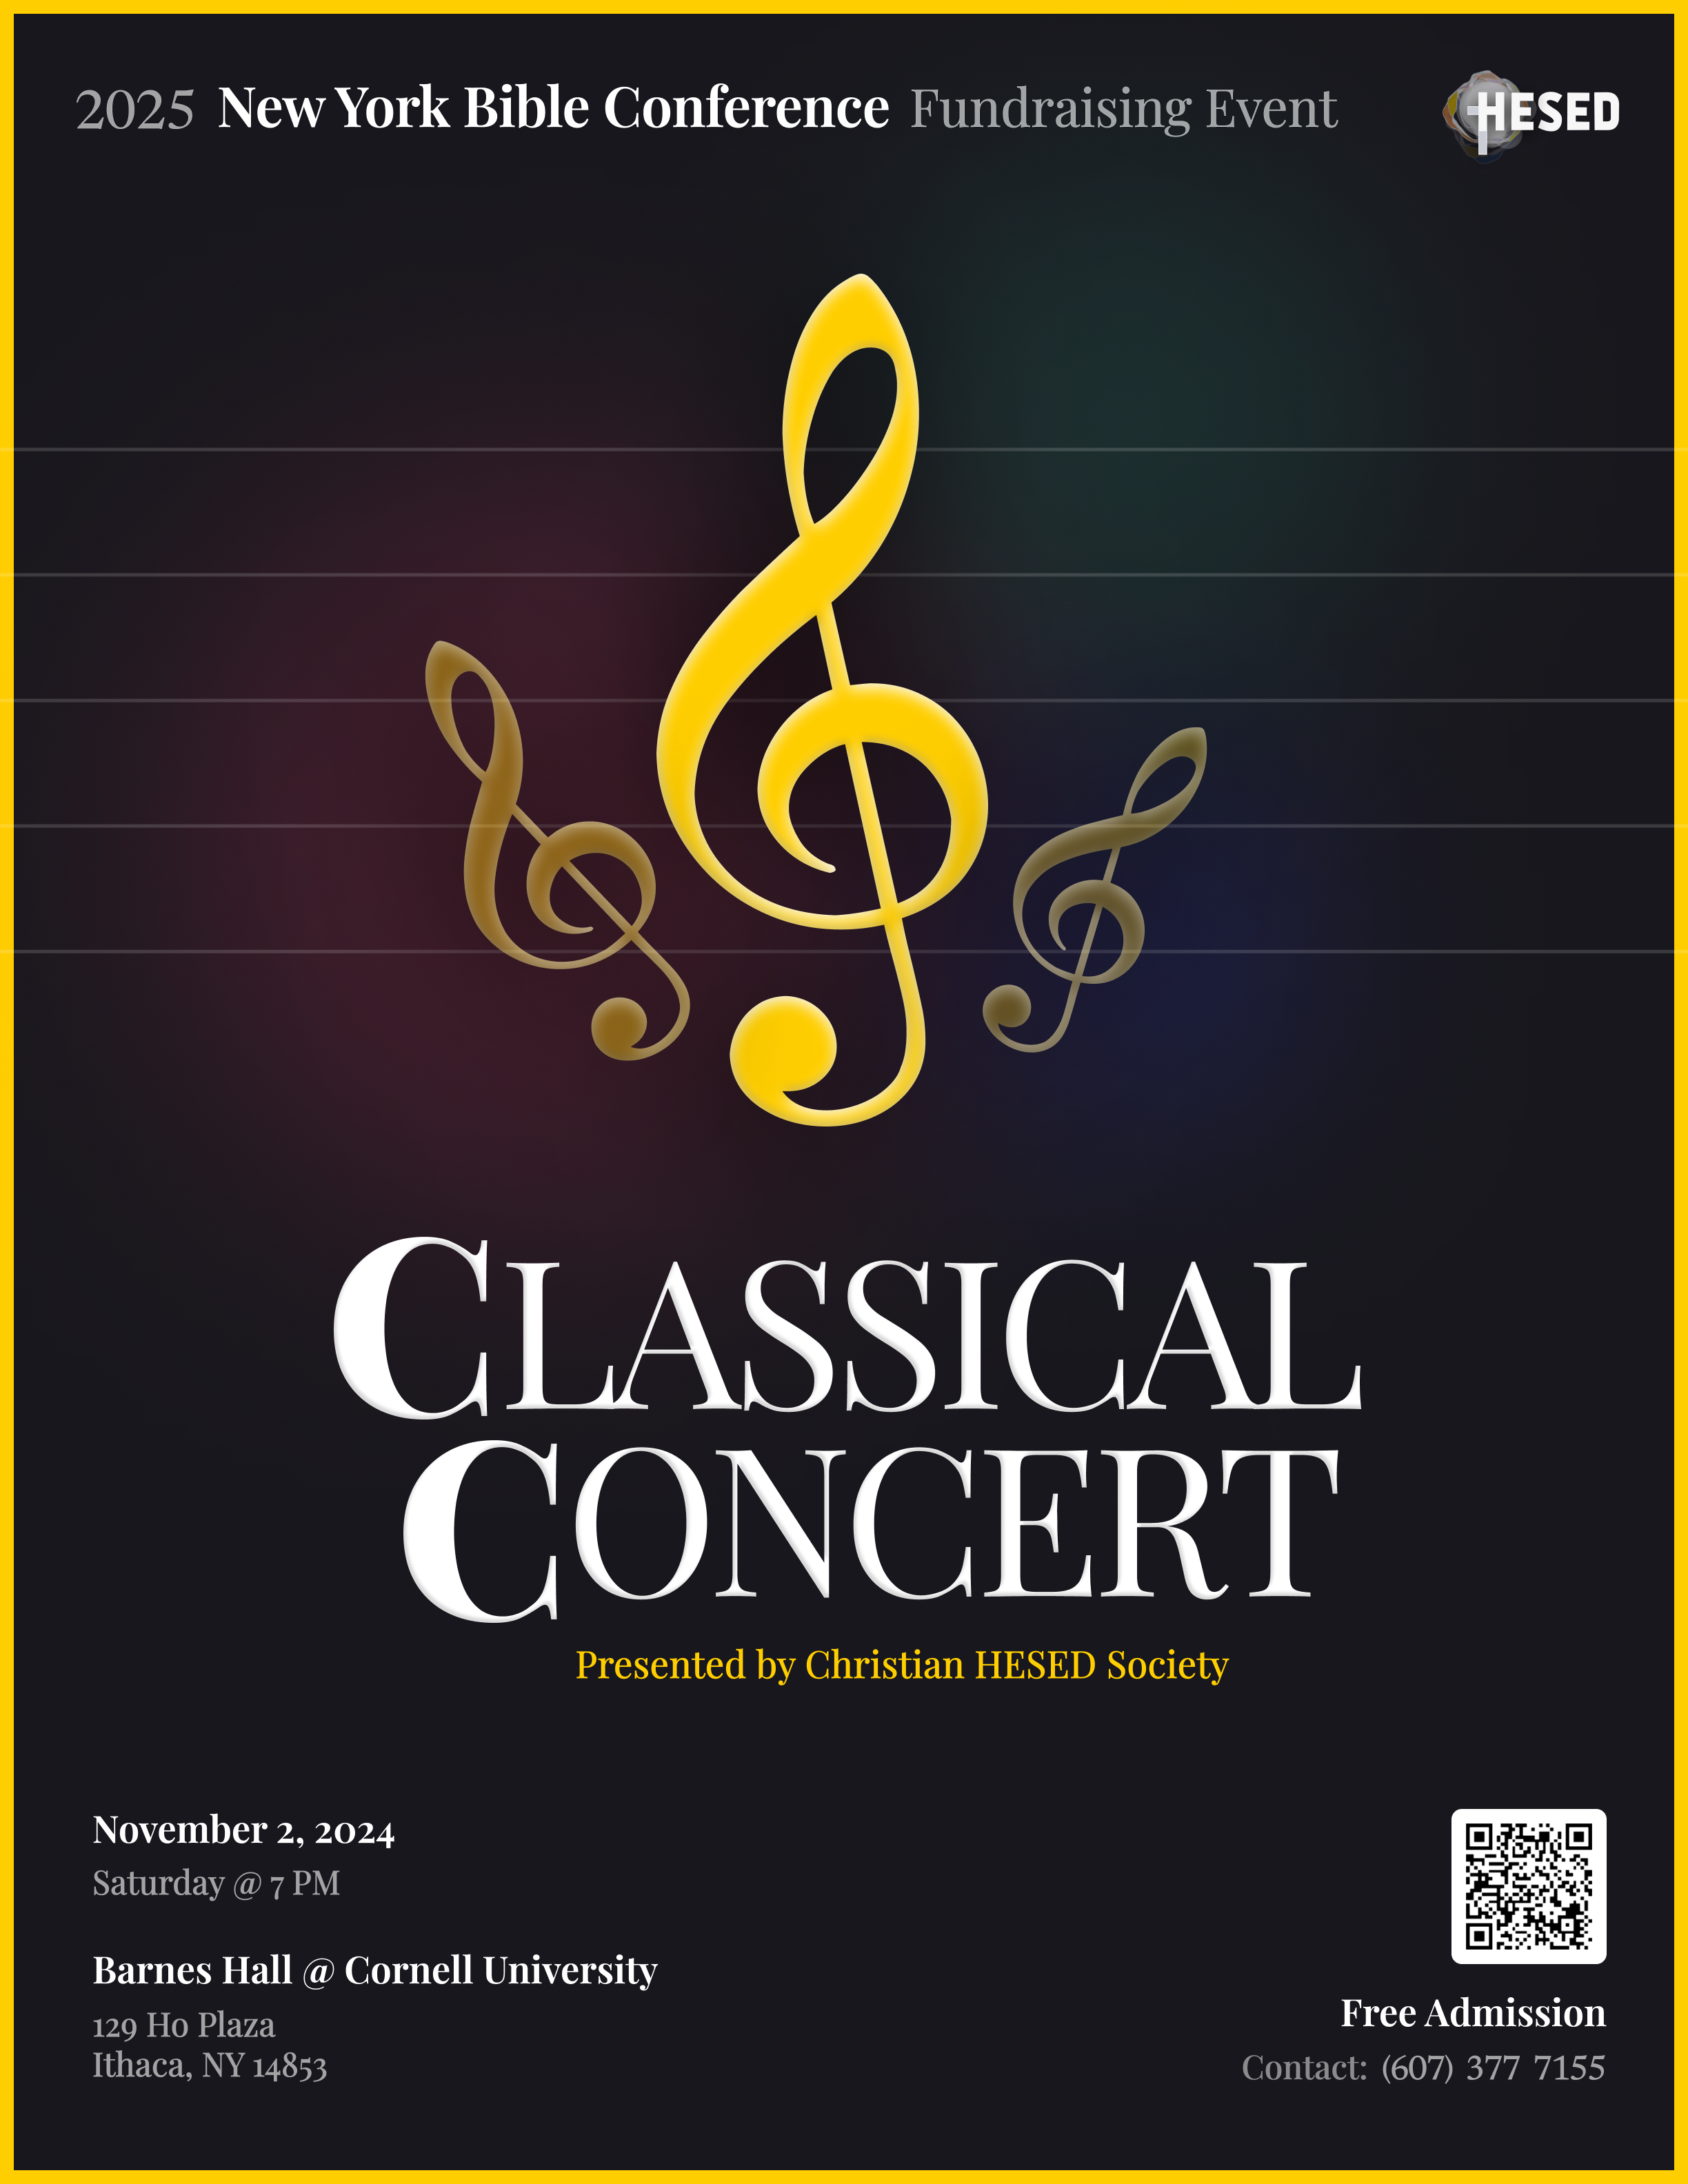 2025 New York Bible Conference Fundraising Event
HESED
CLASSICAL
CONCERT
Presented by Christian HESED Society
November 2, 2024
Saturday @ 7 PM
Barnes Hall @ Cornell University
129 Ho Plaza
Ithaca, NY 14853
Free Admission
Contact: (607) 377 7155